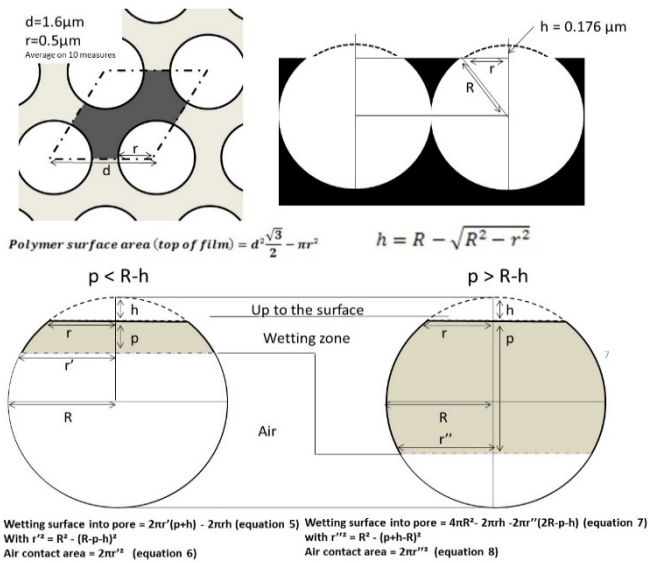 d=1.6µm
r=0.5µm
Average on 10 measures
r
d
h = 0.176 µm
r
R
Polymer surface area (top of film) = d²√3/2 − πr²
h = R − √R² − r²
p < R-h
p > R-h
h
Up to the surface
h
r
p
Wetting zone
r
p
r'
7
R
Air
R
r''
Wetting surface into pore = 2πr'(p+h) - 2πrh (equation 5)
With r'² = R² - (R-p-h)²
Air contact area = 2πr'² (equation 6)
Wetting surface into pore = 4πR²- 2πrh -2πr''(2R-p-h) (equation 7)
with r''² = R² - (p+h-R)²
Air contact area = 2πr''² (equation 8)